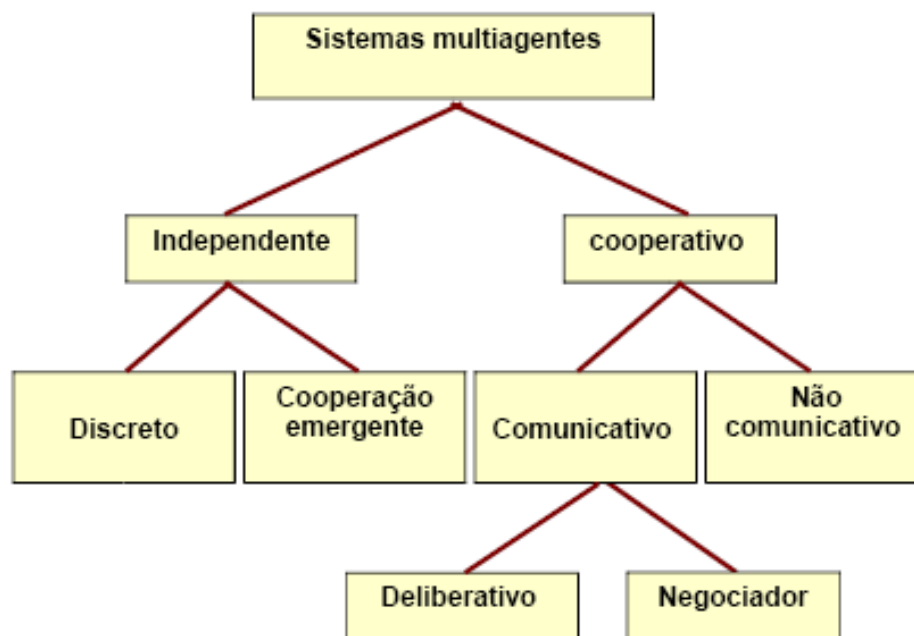 Sistemas multiagentes
Independente
cooperativo
Discreto
Cooperação
emergente
Comunicativo
Não
comunicativo
Deliberativo
Negociador